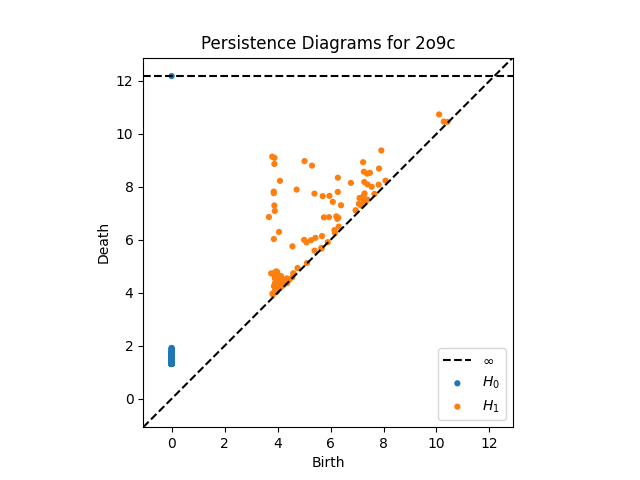 Persistence Diagrams for 2o9c
12
10
8
6
4
2
0
Death
0 2 4 6 8 10 12
Birth
∞
H₀
H₁